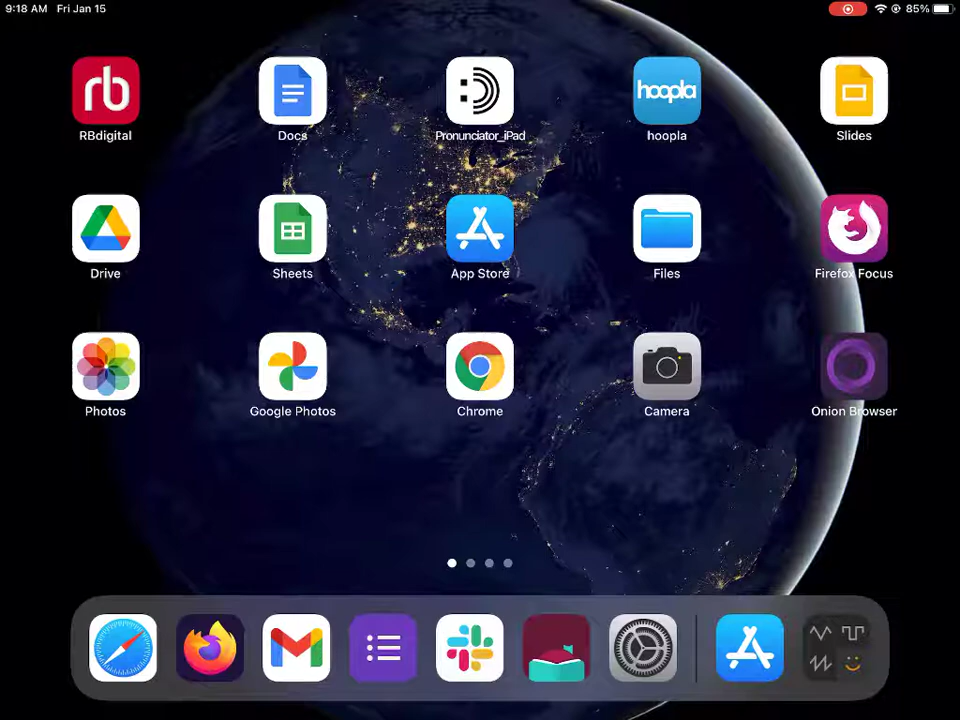 9:18 AM Fri Jan 15 85%
rb hoopla
RBdigital Docs Pronunciator_iPad hoopla Slides
Drive Sheets App Store Files Firefox Focus
Photos Google Photos Chrome Camera Onion Browser